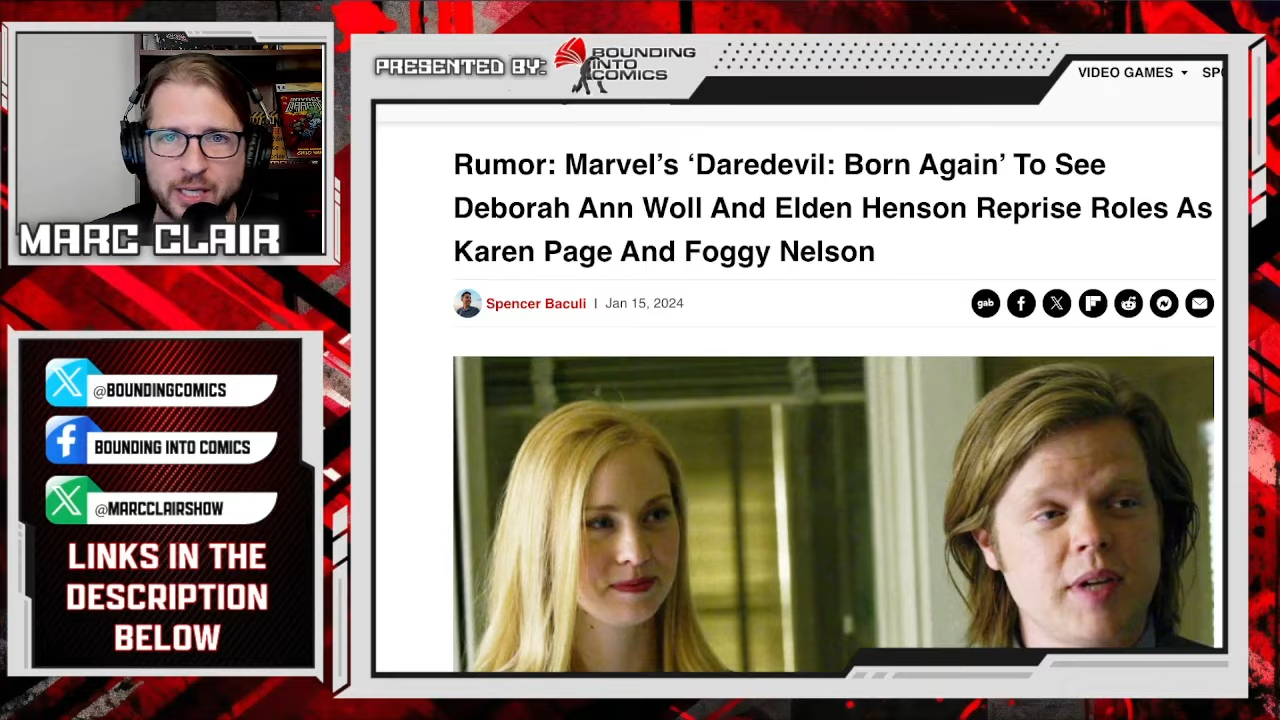 PRESENTED BY:
BOUNDING
INTO
COMICS
VIDEO GAMES
MARC CLAIR
Rumor: Marvel's ‘Daredevil: Born Again’ To See
Deborah Ann Woll And Elden Henson Reprise Roles As
Karen Page And Foggy Nelson
Spencer Baculi | Jan 15, 2024
gab
@BOUNDINGCOMICS
BOUNDING INTO COMICS
@MARCCLAIRSHOW
LINKS IN THE
DESCRIPTION
BELOW